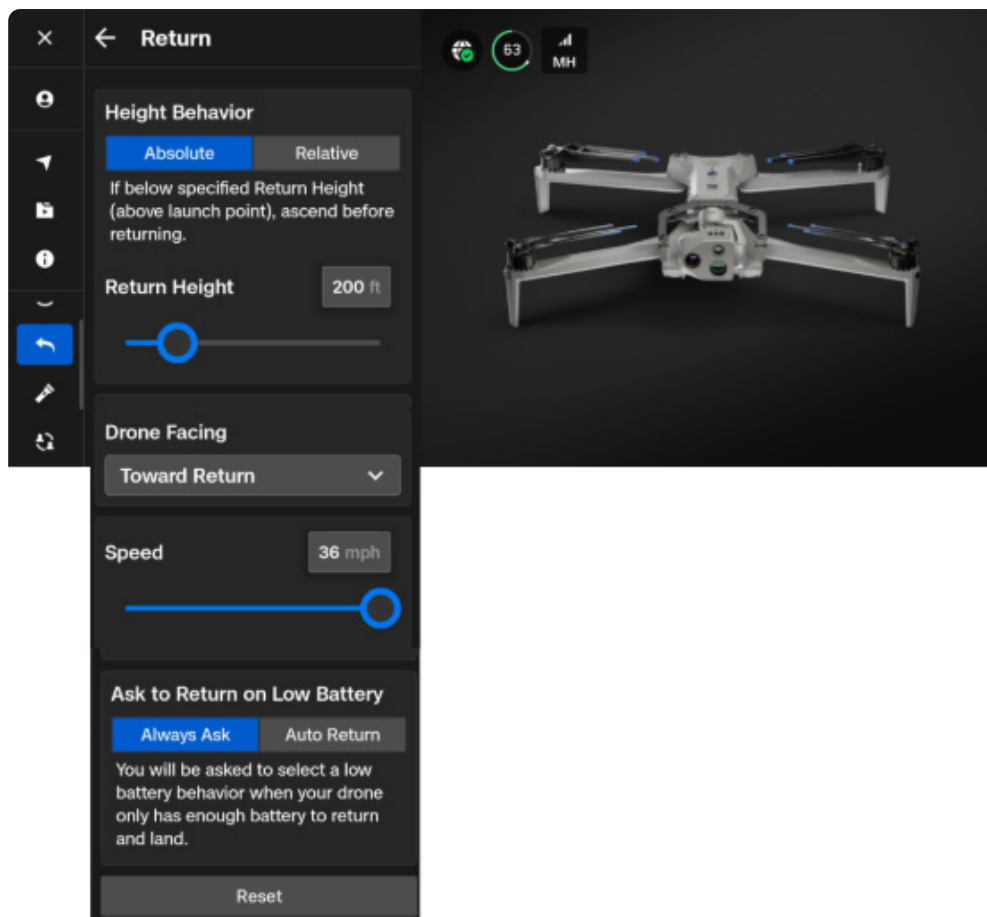 Return
63
MH
Height Behavior
Absolute Relative
If below specified Return Height
(above launch point), ascend before
returning.
Return Height 200 ft
Drone Facing
Toward Return
Speed 36 mph
Ask to Return on Low Battery
Always Ask Auto Return
You will be asked to select a low
battery behavior when your drone
only has enough battery to return
and land.
Reset